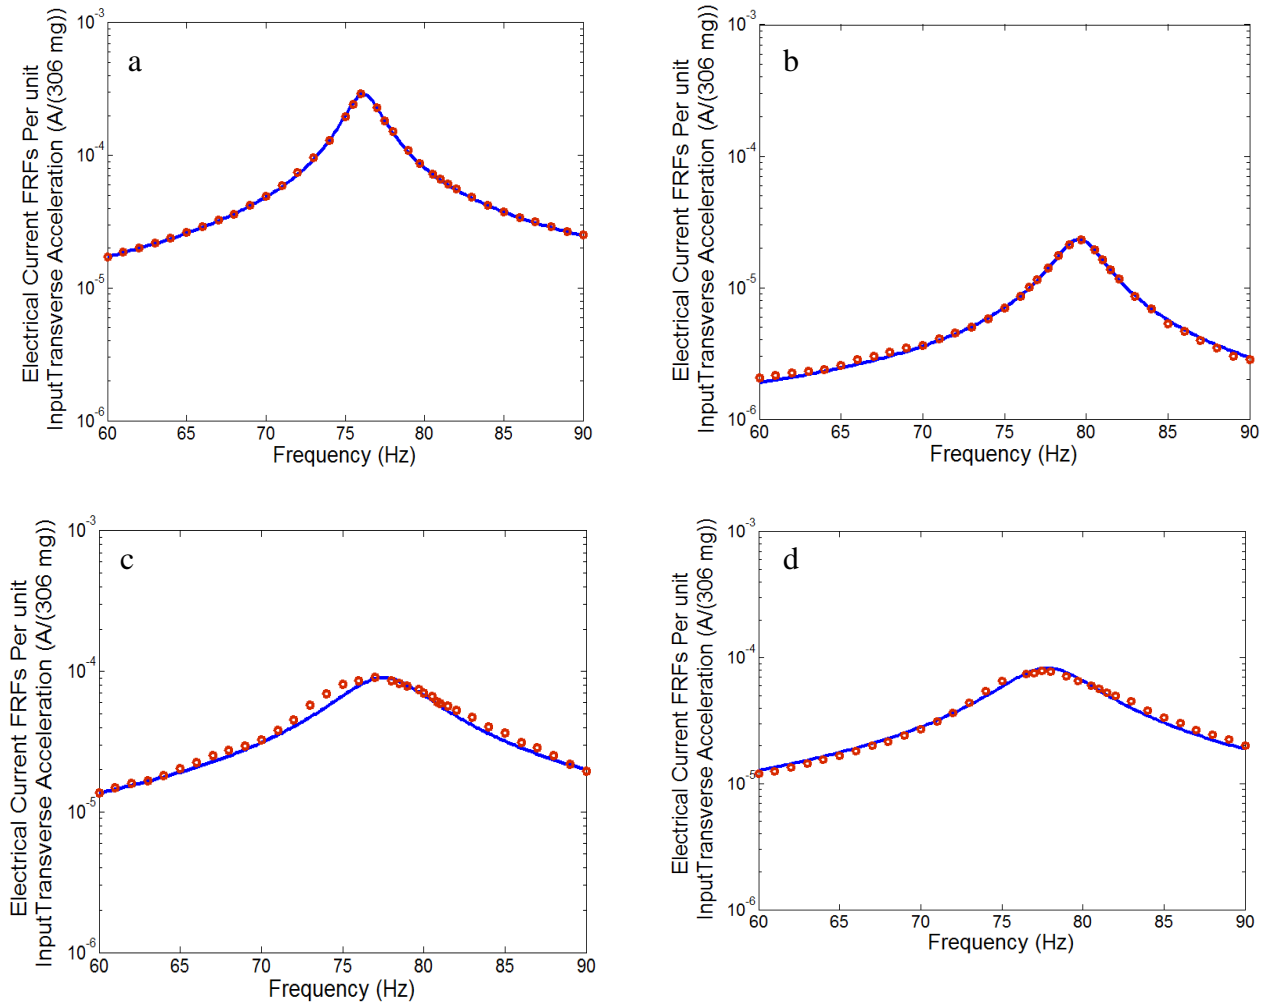 a
Electrical Current FRFs Per unit
InputTransverse Acceleration (A/(306 mg))
10-3
10-4
10-5
10-6
60 65 70 75 80 85 90
Frequency (Hz)
b
Electrical Current FRFs Per unit
InputTransverse Acceleration (A/(306 mg))
10-3
10-4
10-5
10-6
60 65 70 75 80 85 90
Frequency (Hz)
c
Electrical Current FRFs Per unit
InputTransverse Acceleration (A/(306 mg))
10-3
10-4
10-5
10-6
60 65 70 75 80 85 90
Frequency (Hz)
d
Electrical Current FRFs Per unit
InputTransverse Acceleration (A/(306 mg))
10-3
10-4
10-5
10-6
60 65 70 75 80 85 90
Frequency (Hz)